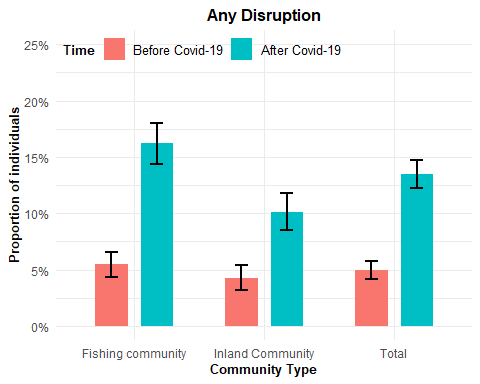 Any Disruption
Time Before Covid-19 After Covid-19
25%
20%
15%
10%
5%
0%
Proportion of individuals
Fishing community Inland Community Total
Community Type